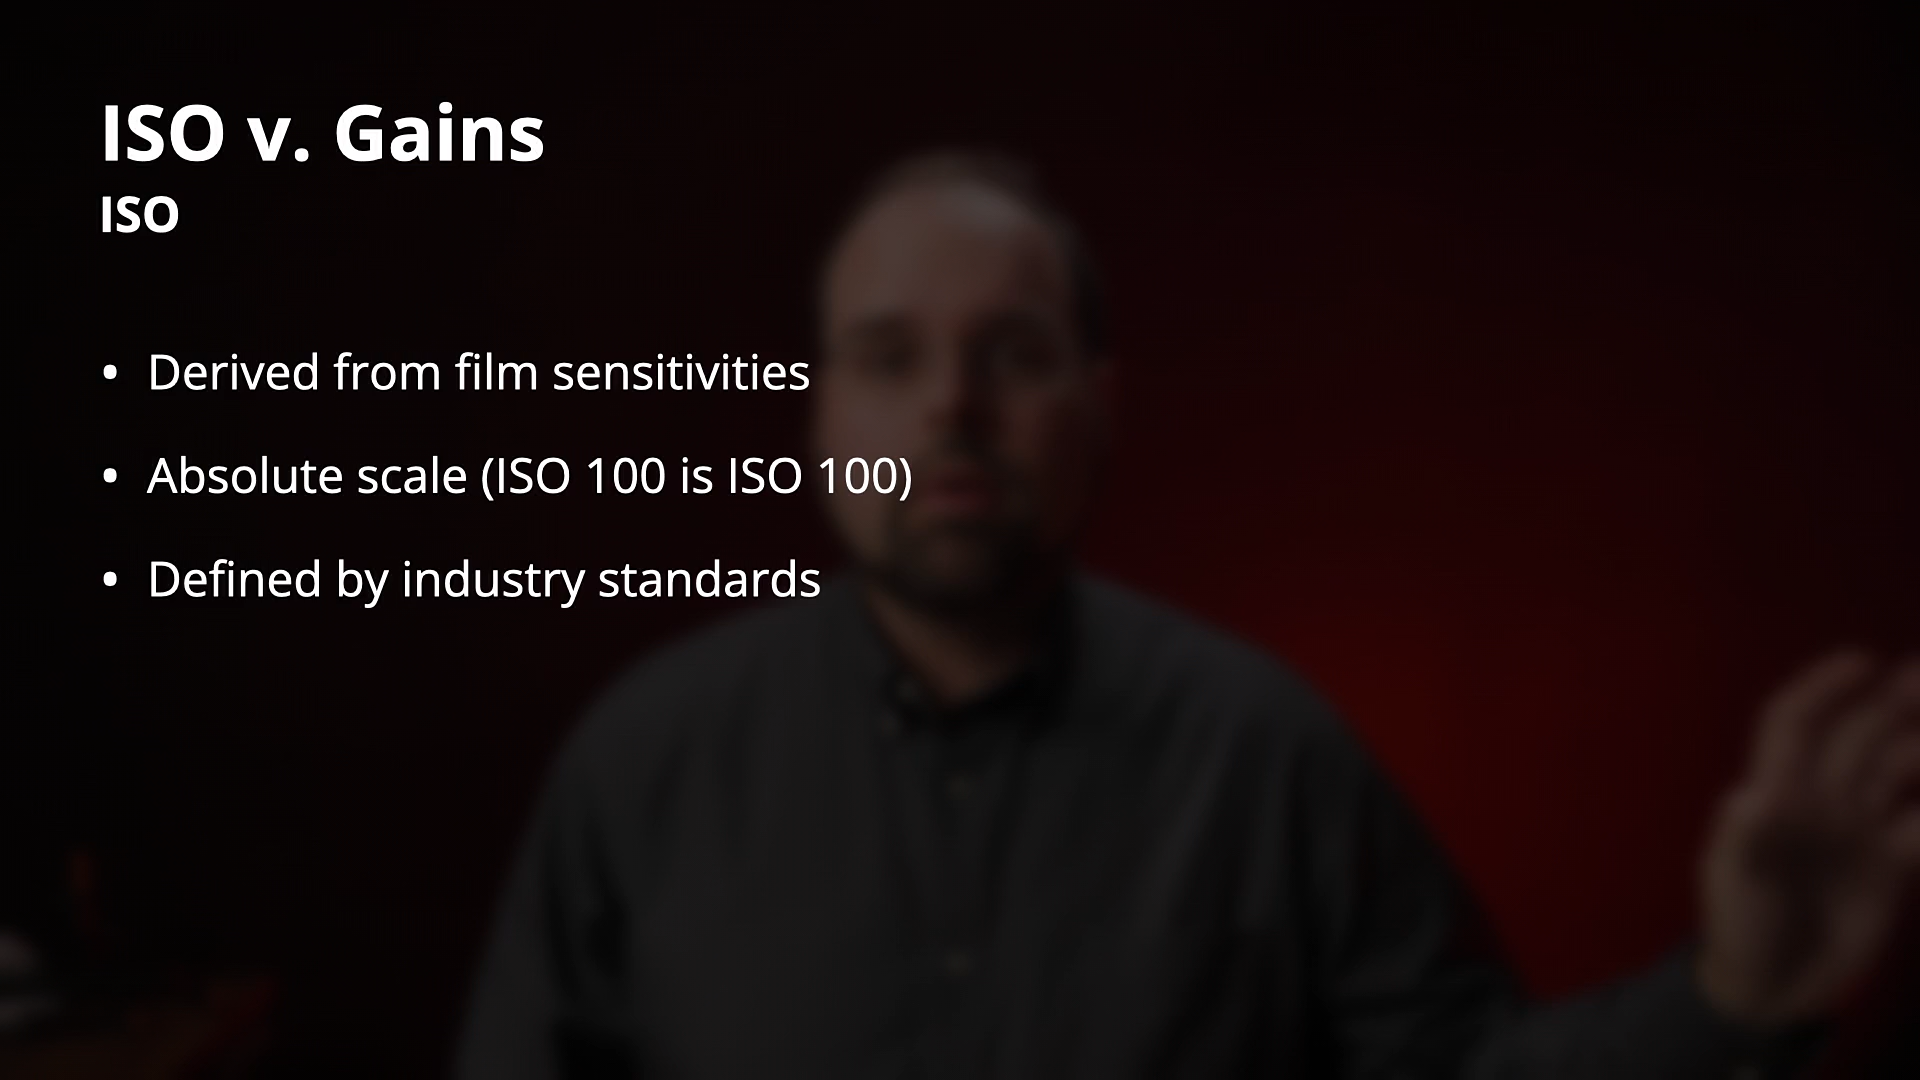 ISO v. Gains
ISO
• Derived from film sensitivities
• Absolute scale (ISO 100 is ISO 100)
• Defined by industry standards